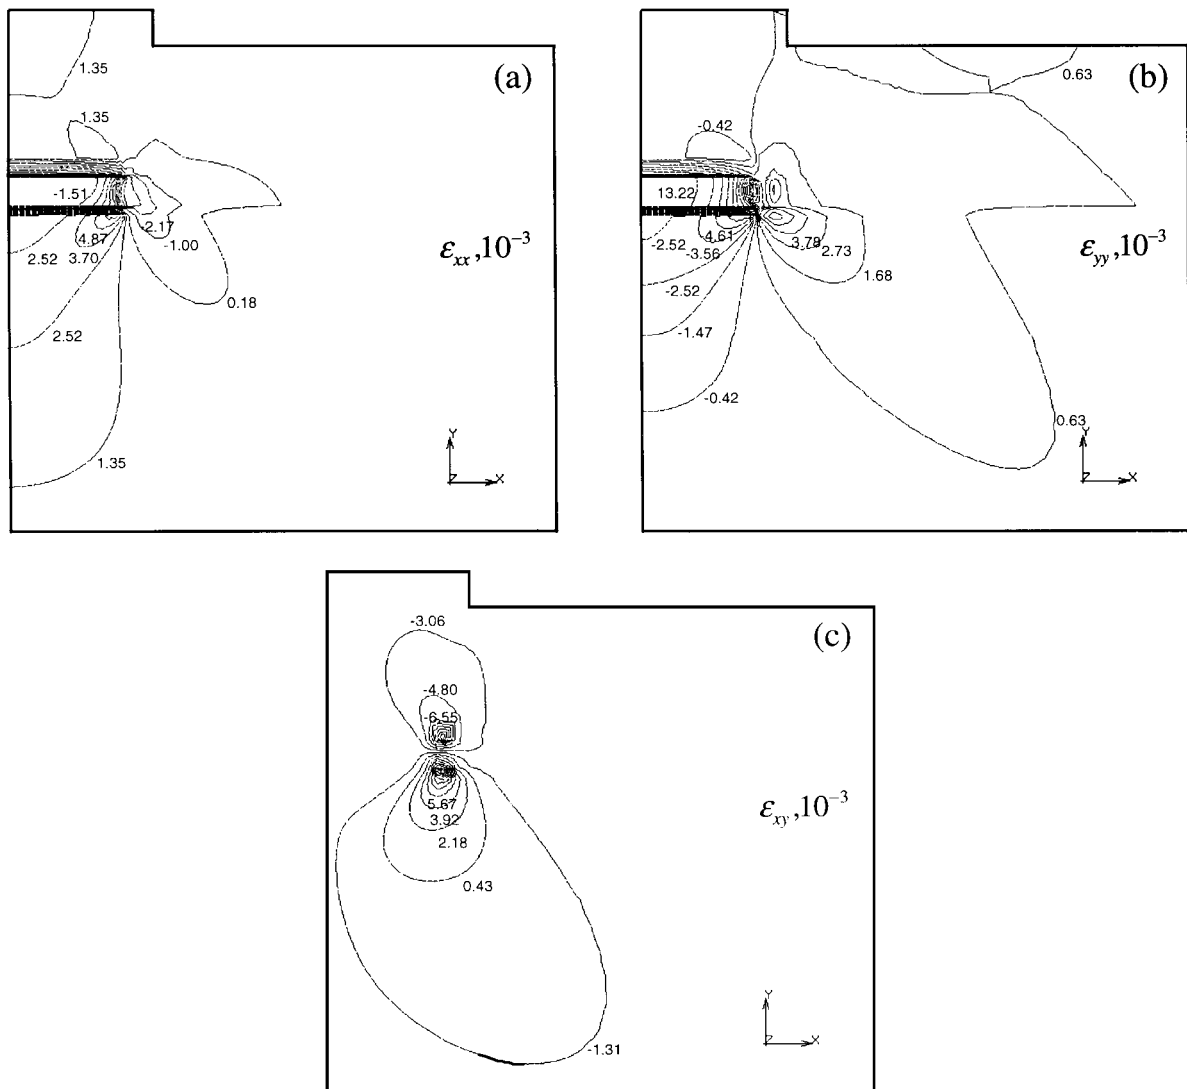 (a)
1.35
1.35
-1.51
-2.17
4.87
-1.00
2.52
3.70
0.18
2.52
1.35
εxx,10⁻³
Y
Z X
(b)
0.63
-0.42
13.22
-2.52
-4.61
3.78
-3.56
2.73
1.68
-2.52
-1.47
-0.42
0.63
εyy,10⁻³
Y
Z X
(c)
-3.06
-4.80
-6.55
5.67
3.92
2.18
0.43
-1.31
εxy,10⁻³
Y
Z X